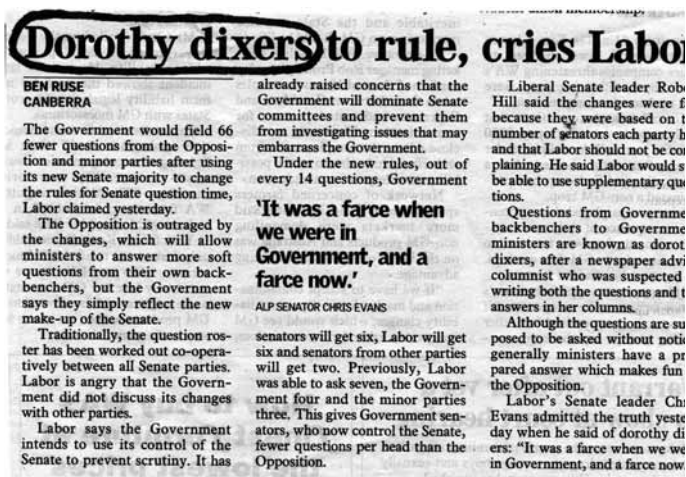 Dorothy dixers to rule, cries Labor
BEN RUSE
CANBERRA
The Government would field 66
fewer questions from the Opposi-
tion and minor parties after using
its new Senate majority to change
the rules for Senate question time,
Labor claimed yesterday.
The Opposition is outraged by
the changes, which will allow
ministers to answer more soft
questions from their own back-
benchers, but the Government
says they simply reflect the new
make-up of the Senate.
Traditionally, the question ros-
ter has been worked out co-opera-
tively between all Senate parties.
Labor is angry that the Govern-
ment did not discuss its changes
with other parties.
Labor says the Government
intends to use its control of the
Senate to prevent scrutiny. It has
already raised concerns that the
Government will dominate Senate
committees and prevent them
from investigating issues that may
embarrass the Government.
Under the new rules, out of
every 14 questions, Government
'It was a farce when
we were in
Government, and a
farce now.'
ALP SENATOR CHRIS EVANS
senators will get six, Labor will get
six and senators from other parties
will get two. Previously, Labor
was able to ask seven, the Govern-
ment four and the minor parties
three. This gives Government sen-
ators, who now control the Senate,
fewer questions per head than the
Opposition.
Liberal Senate leader Robe
Hill said the changes were f
because they were based on t
number of senators each party h
and that Labor should not be com
plaining. He said Labor would s
be able to use supplementary que
tions.
Questions from Governme
backbenchers to Governme
ministers are known as dorot
dixers, after a newspaper advi
columnist who was suspected
writing both the questions and t
answers in her columns.
Although the questions are su
posed to be asked without notic
generally ministers have a pr
pared answer which makes fun
the Opposition.
Labor's Senate leader Chr
Evans admitted the truth yeste
day when he said of dorothy di
ers: "It was a farce when we we
in Government, and a farce now.